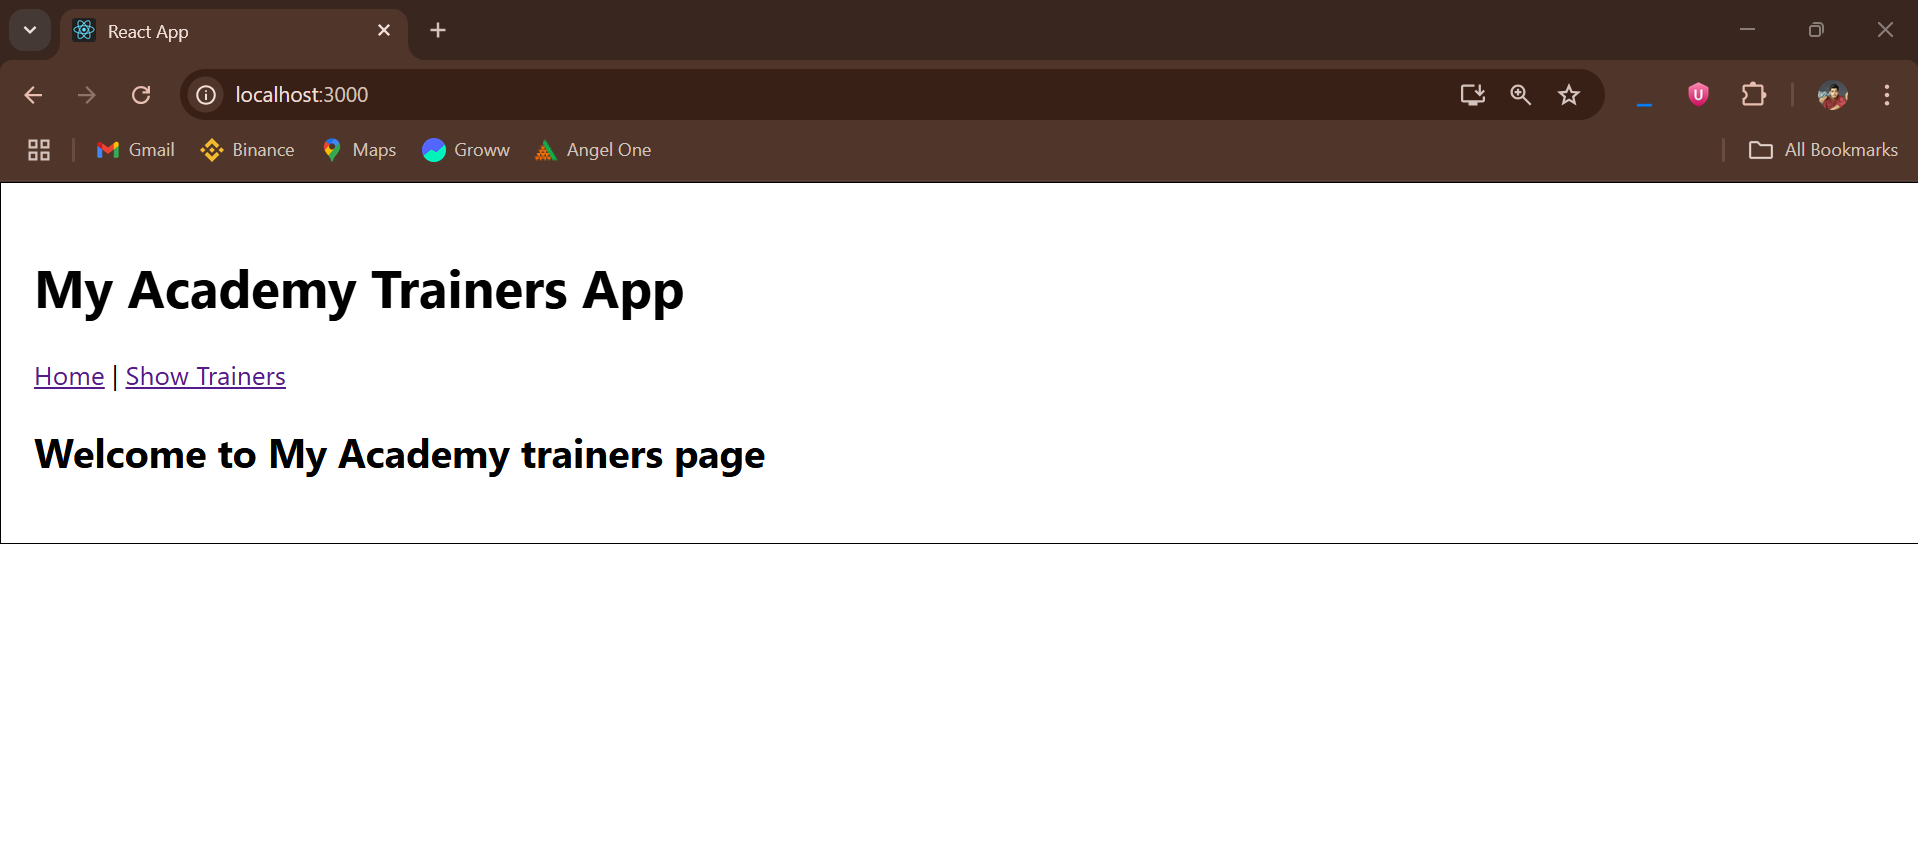 React App
localhost:3000
U
Gmail
Binance
Maps
Groww
Angel One
All Bookmarks
My Academy Trainers App
Home | Show Trainers
Welcome to My Academy trainers page